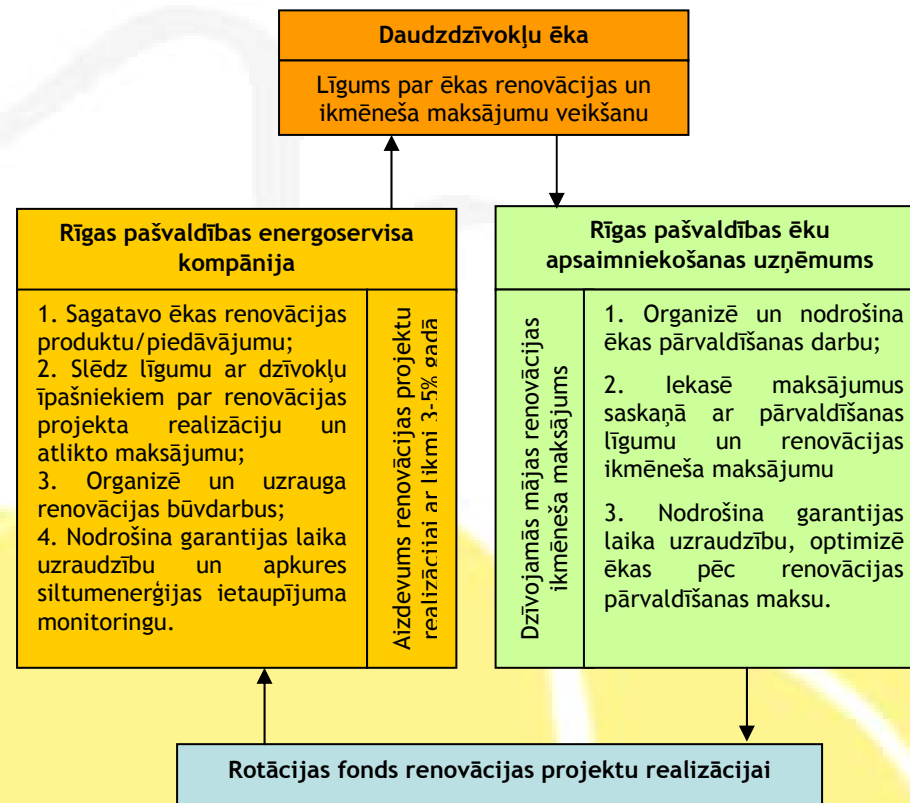 Daudzdzīvokļu ēka
Līgums par ēkas renovācijas un
ikmēneša maksājumu veikšanu
Rīgas pašvaldības energoservisa
kompānija
1. Sagatavo ēkas renovācijas
produktu/piedāvājumu;
2. Slēdz līgumu ar dzīvokļu
īpašniekiem par renovācijas
projekta realizāciju un
atlikto maksājumu;
3. Organizē un uzrauga
renovācijas būvdarbus;
4. Nodrošina garantijas laika
uzraudzību un apkures
siltumenerģijas ietaupījuma
monitoringu.
Aizdevums renovācijas projektu
realizācijai ar likmi 3-5% gadā
Rīgas pašvaldības ēku
apsaimniekošanas uzņēmums
Dzīvojamās mājas renovācijas
ikmēneša maksājums
1. Organizē un nodrošina
ēkas pārvaldīšanas darbu;
2. Iekasē maksājumus
saskaņā ar pārvaldīšanas
līgumu un renovācijas
ikmēneša maksājumu
3. Nodrošina garantijas
laika uzraudzību, optimizē
ēkas pēc renovācijas
pārvaldīšanas maksu.
Rotācijas fonds renovācijas projektu realizācijai